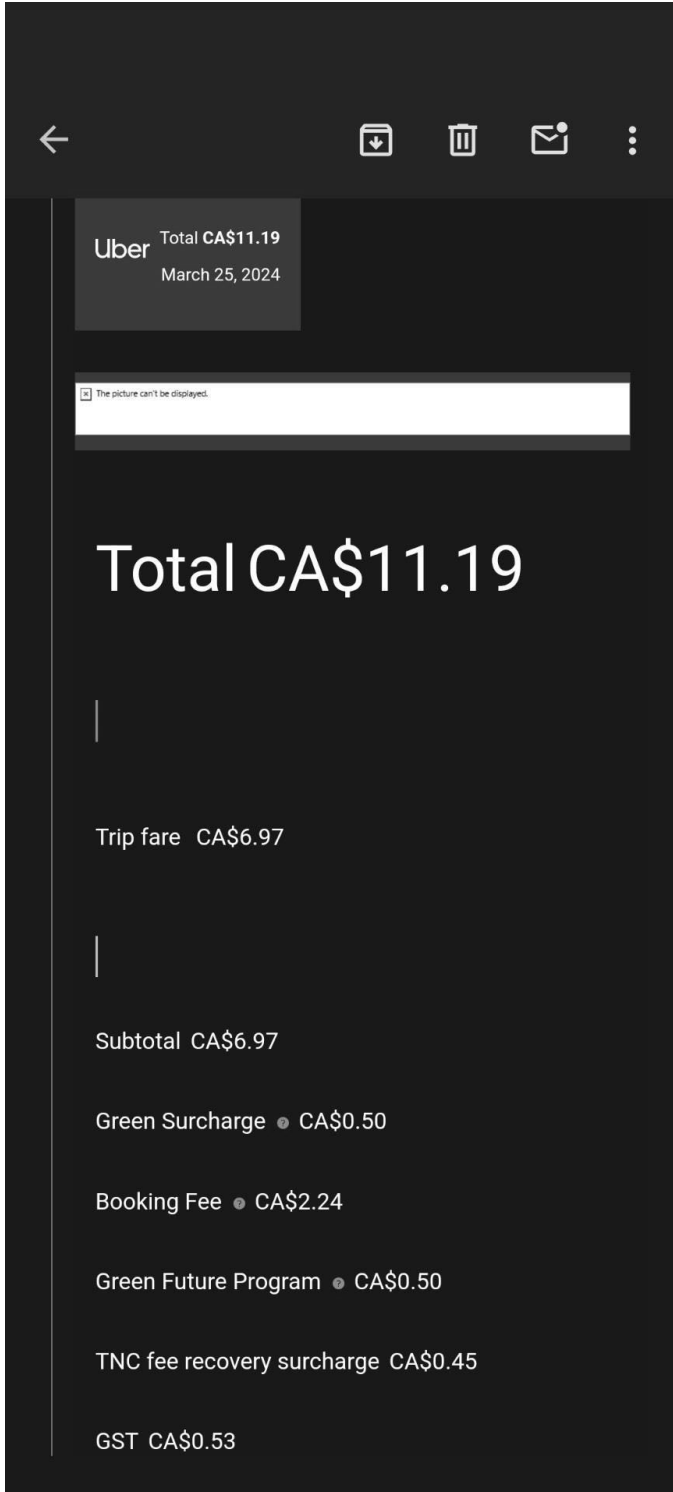 Uber
Total CA$11.19
March 25, 2024
The picture can't be displayed.
Total CA$11.19
Trip fare CA$6.97
Subtotal CA$6.97
Green Surcharge ? CA$0.50
Booking Fee ? CA$2.24
Green Future Program ? CA$0.50
TNC fee recovery surcharge CA$0.45
GST CA$0.53